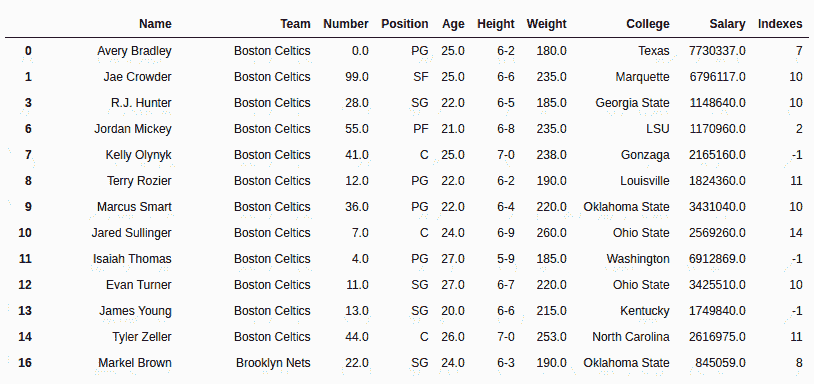 Name Team Number Position Age Height Weight College Salary Indexes
0 Avery Bradley Boston Celtics 0.0 PG 25.0 6-2 180.0 Texas 7730337.0 7
1 Jae Crowder Boston Celtics 99.0 SF 25.0 6-6 235.0 Marquette 6796117.0 10
3 R.J. Hunter Boston Celtics 28.0 SG 22.0 6-5 185.0 Georgia State 1148640.0 10
6 Jordan Mickey Boston Celtics 55.0 PF 21.0 6-8 235.0 LSU 1170960.0 2
7 Kelly Olynyk Boston Celtics 41.0 C 25.0 7-0 238.0 Gonzaga 2165160.0 -1
8 Terry Rozier Boston Celtics 12.0 PG 22.0 6-2 190.0 Louisville 1824360.0 11
9 Marcus Smart Boston Celtics 36.0 PG 22.0 6-4 220.0 Oklahoma State 3431040.0 10
10 Jared Sullinger Boston Celtics 7.0 C 24.0 6-9 260.0 Ohio State 2569260.0 14
11 Isaiah Thomas Boston Celtics 4.0 PG 27.0 5-9 185.0 Washington 6912869.0 -1
12 Evan Turner Boston Celtics 11.0 SG 27.0 6-7 220.0 Ohio State 3425510.0 10
13 James Young Boston Celtics 13.0 SG 20.0 6-6 215.0 Kentucky 1749840.0 -1
14 Tyler Zeller Boston Celtics 44.0 C 26.0 7-0 253.0 North Carolina 2616975.0 11
16 Markel Brown Brooklyn Nets 22.0 SG 24.0 6-3 190.0 Oklahoma State 845059.0 8